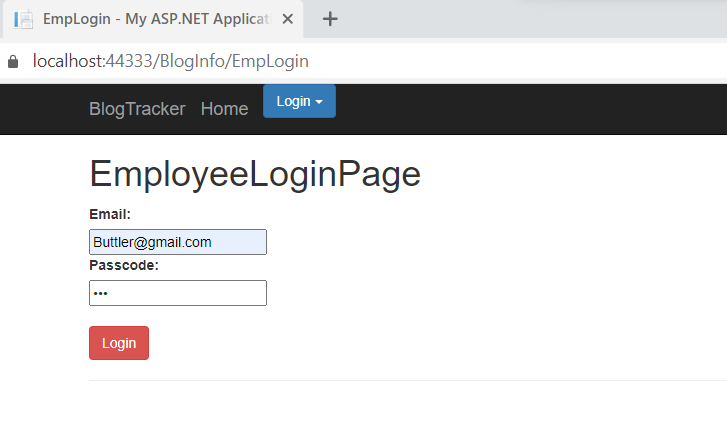 EmpLogin - My ASP.NET Applicat
localhost:44333/BlogInfo/EmpLogin
BlogTracker Home Login
EmployeeLoginPage
Email:
Buttler@gmail.com
Passcode:
•••
Login